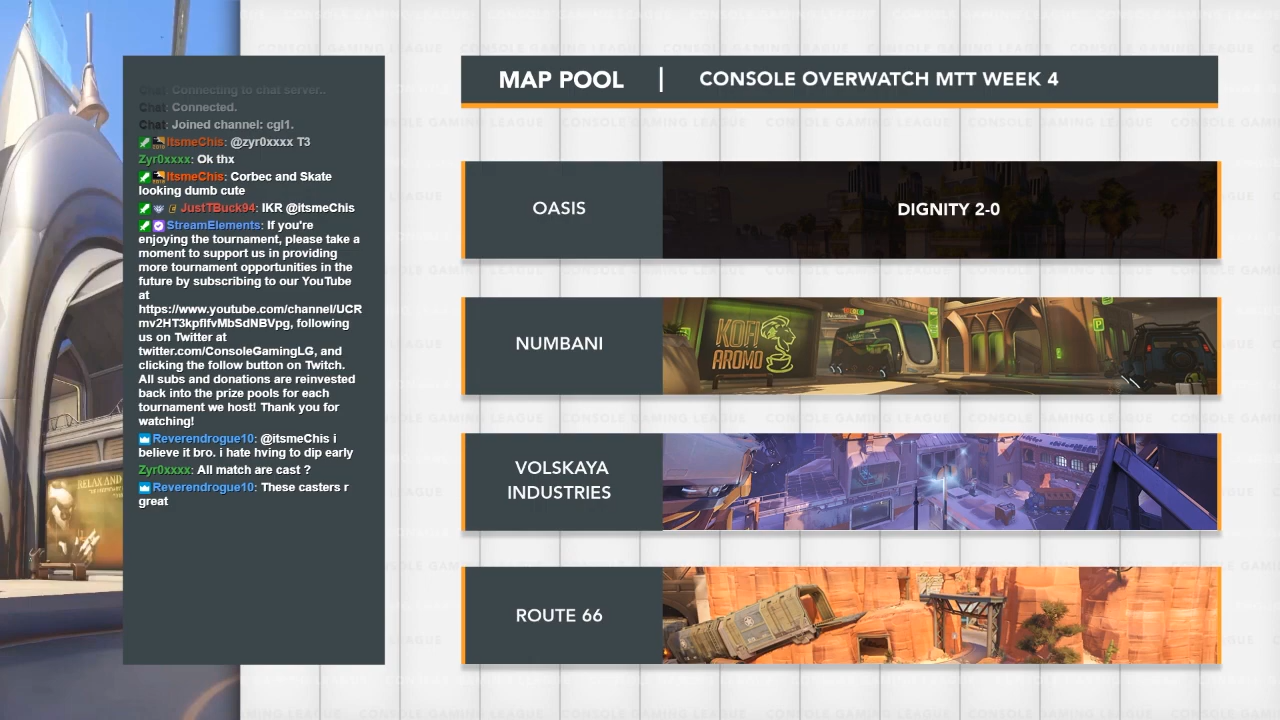 Chat: Connecting to chat server..
Chat: Connected.
Chat: Joined channel: cgl1.
ItsmeChis: @zyr0xxxx T3
Zyr0xxxx: Ok thx
ItsmeChis: Corbec and Skate
looking dumb cute
JustTBuck94: IKR @itsmeChis
StreamElements: If you're
enjoying the tournament, please take a
moment to support us in providing
more tournament opportunities in the
future by subscribing to our YouTube
at
https://www.youtube.com/channel/UCR
mv2HT3kpfIfvMbSdNBVpg, following
us on Twitter at
twitter.com/ConsoleGamingLG, and
clicking the follow button on Twitch.
All subs and donations are reinvested
back into the prize pools for each
tournament we host! Thank you for
watching!
Reverendrogue10: @itsmeChis i
believe it bro. i hate hving to dip early
Zyr0xxxx: All match are cast ?
Reverendrogue10: These casters r
great
RELAX AND
MAP POOL | CONSOLE OVERWATCH MTT WEEK 4
OASIS
DIGNITY 2-0
NUMBANI
KOFI
AROMO
VOLSKAYA
INDUSTRIES
ROUTE 66
CONSOLE GAMING LEAGUE